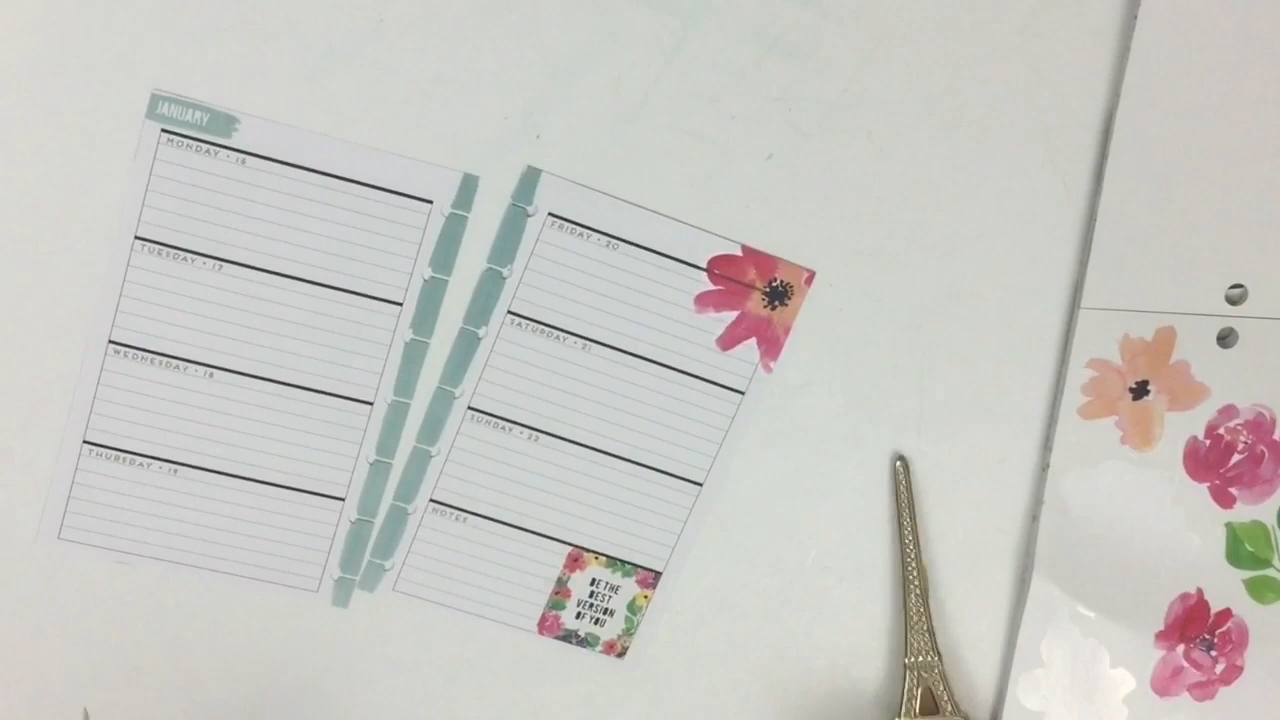 JANUARY
MONDAY • 16
TUESDAY • 17
WEDNESDAY • 18
THURSDAY • 19
FRIDAY • 20
SATURDAY • 21
SUNDAY • 22
NOTES
BE THE
BEST
VERSION
OF YOU